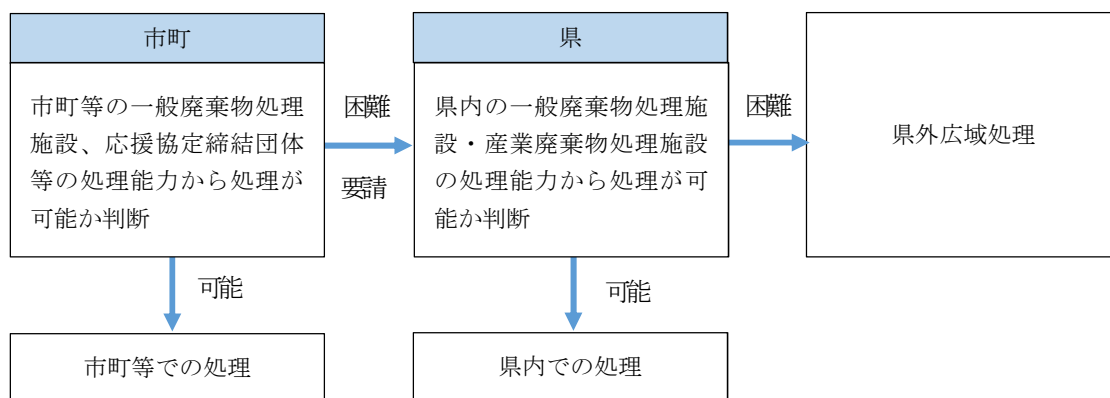 市町
市町等の一般廃棄物処理
施設、応援協定締結団体
等の処理能力から処理が
可能か判断
困難
要請
県
県内の一般廃棄物処理施
設・産業廃棄物処理施設
の処理能力から処理が可
能か判断
困難
県外広域処理
可能
可能
市町等での処理
県内での処理